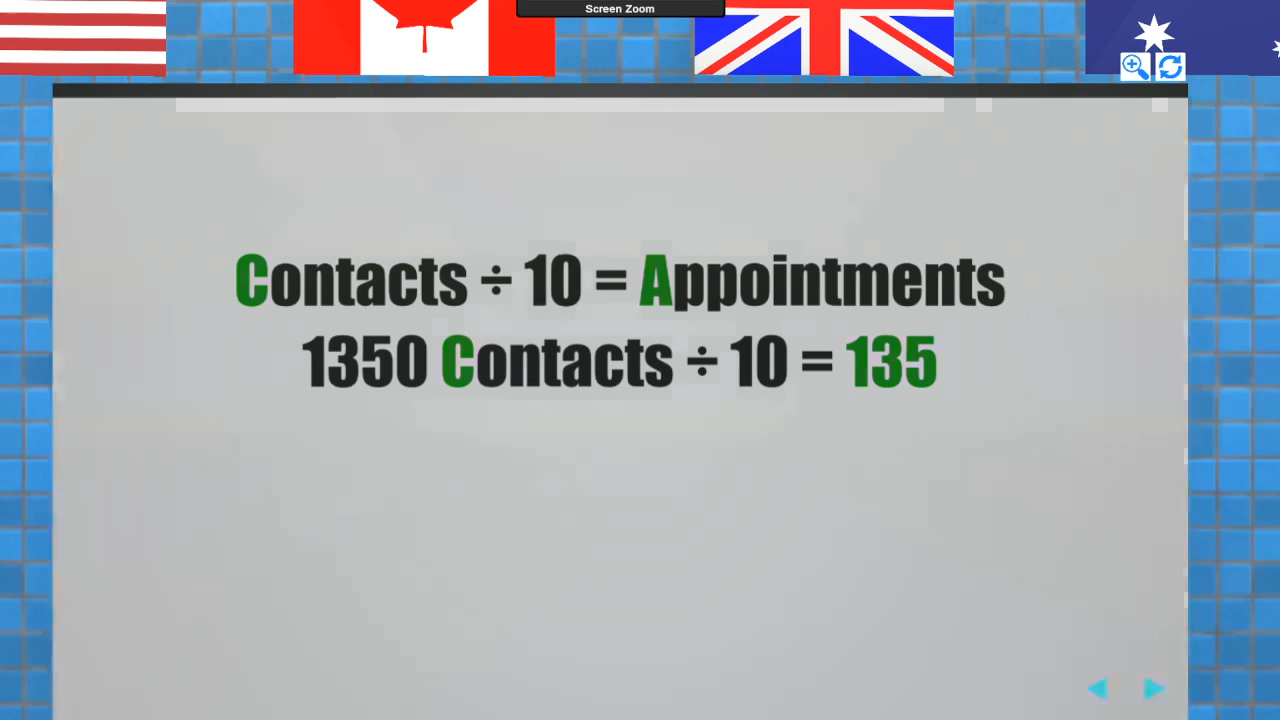 Screen Zoom
Contacts ÷ 10 = Appointments
1350 Contacts ÷ 10 = 135